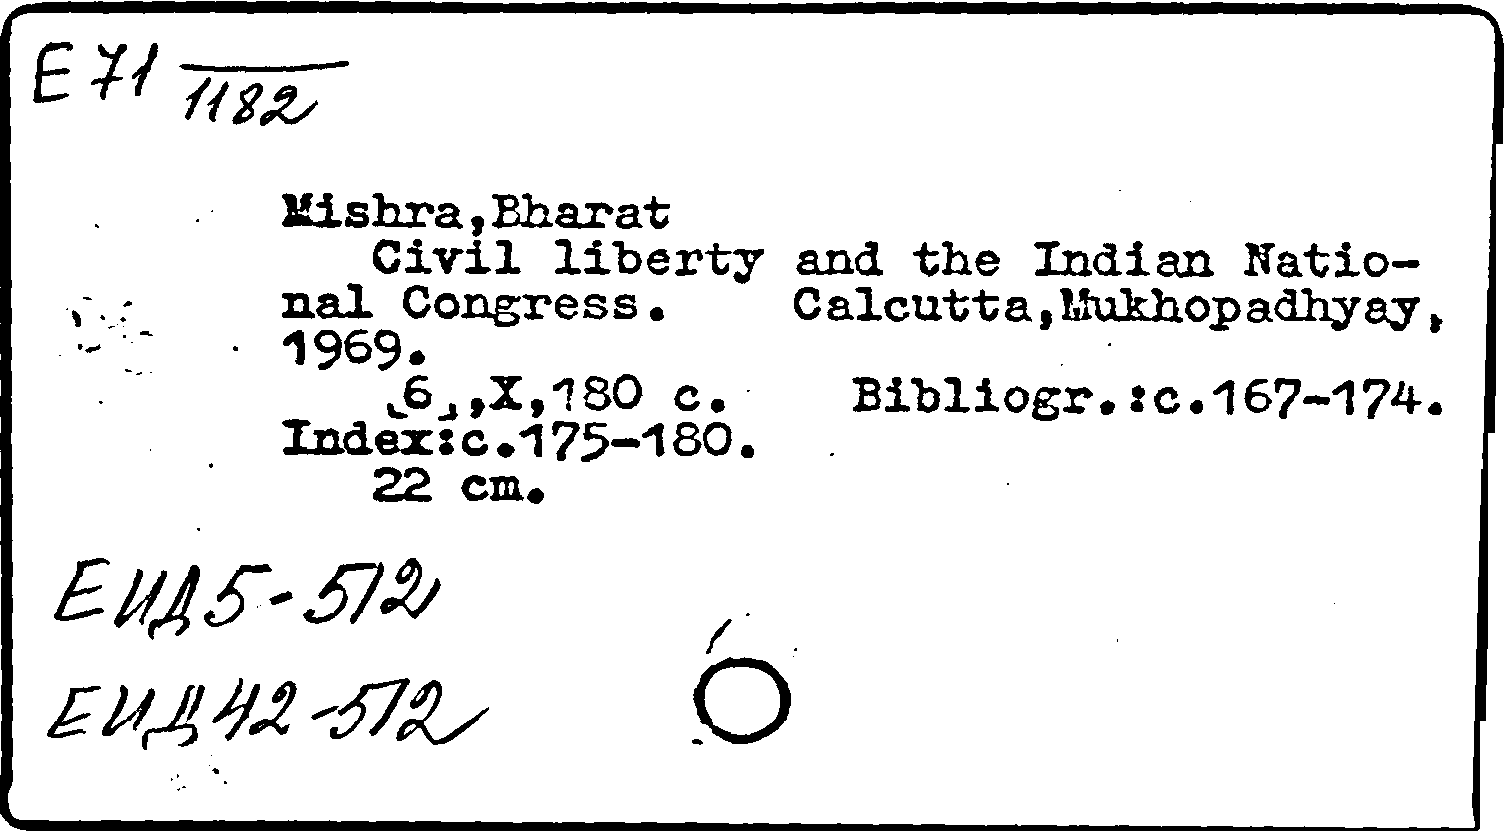 E 71
1182
Mishra,Bharat
Civil liberty and the Indian Natio-
nal Congress. Calcutta,Mukhopadhyay,
1969.
[6],X,180 c. Bibliogr.:c.167-174.
Index:c.175-180.
22 cm.
ЕИД5-512
ЕИД42-512